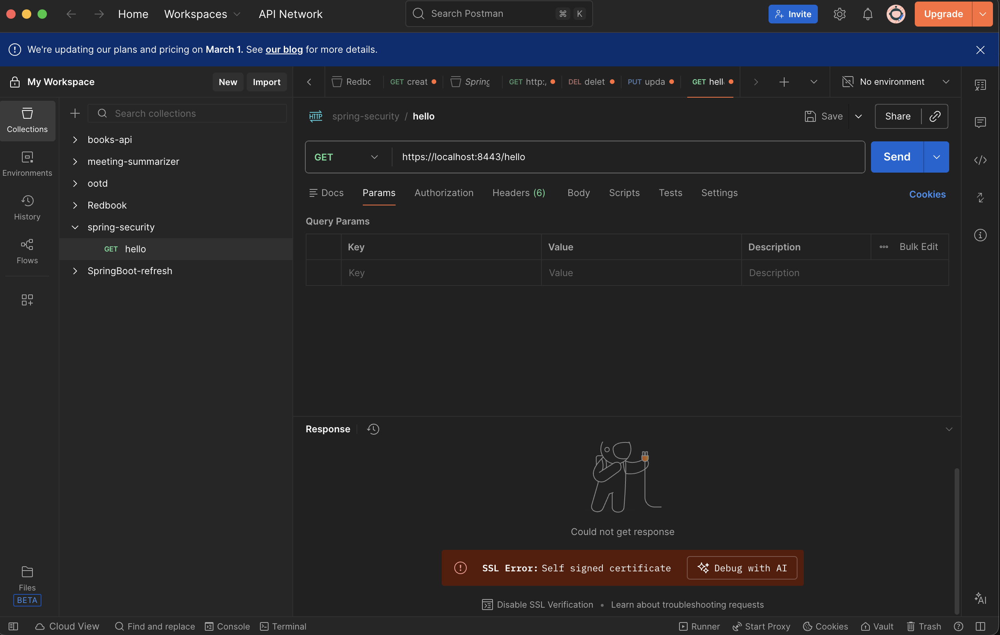 Home Workspaces API Network Search Postman ⌘ K Invite Upgrade
We're updating our plans and pricing on March 1. See our blog for more details.
My Workspace New Import
Redbo GET creat Spring GET http:/ DEL delet PUT upda GET hell No environment
Collections
Environments
History
Flows
Files
BETA
Search collections
books-api
meeting-summarizer
ootd
Redbook
spring-security
GET hello
SpringBoot-refresh
HTTP spring-security / hello Save Share
GET https://localhost:8443/hello Send
Docs Params Authorization Headers (6) Body Scripts Tests Settings Cookies
Query Params
Key Value Description Bulk Edit
Key Value Description
Response
Could not get response
SSL Error: Self signed certificate Debug with AI
Disable SSL Verification • Learn about troubleshooting requests
AI
Cloud View Find and replace Console Terminal Runner Start Proxy Cookies Vault Trash